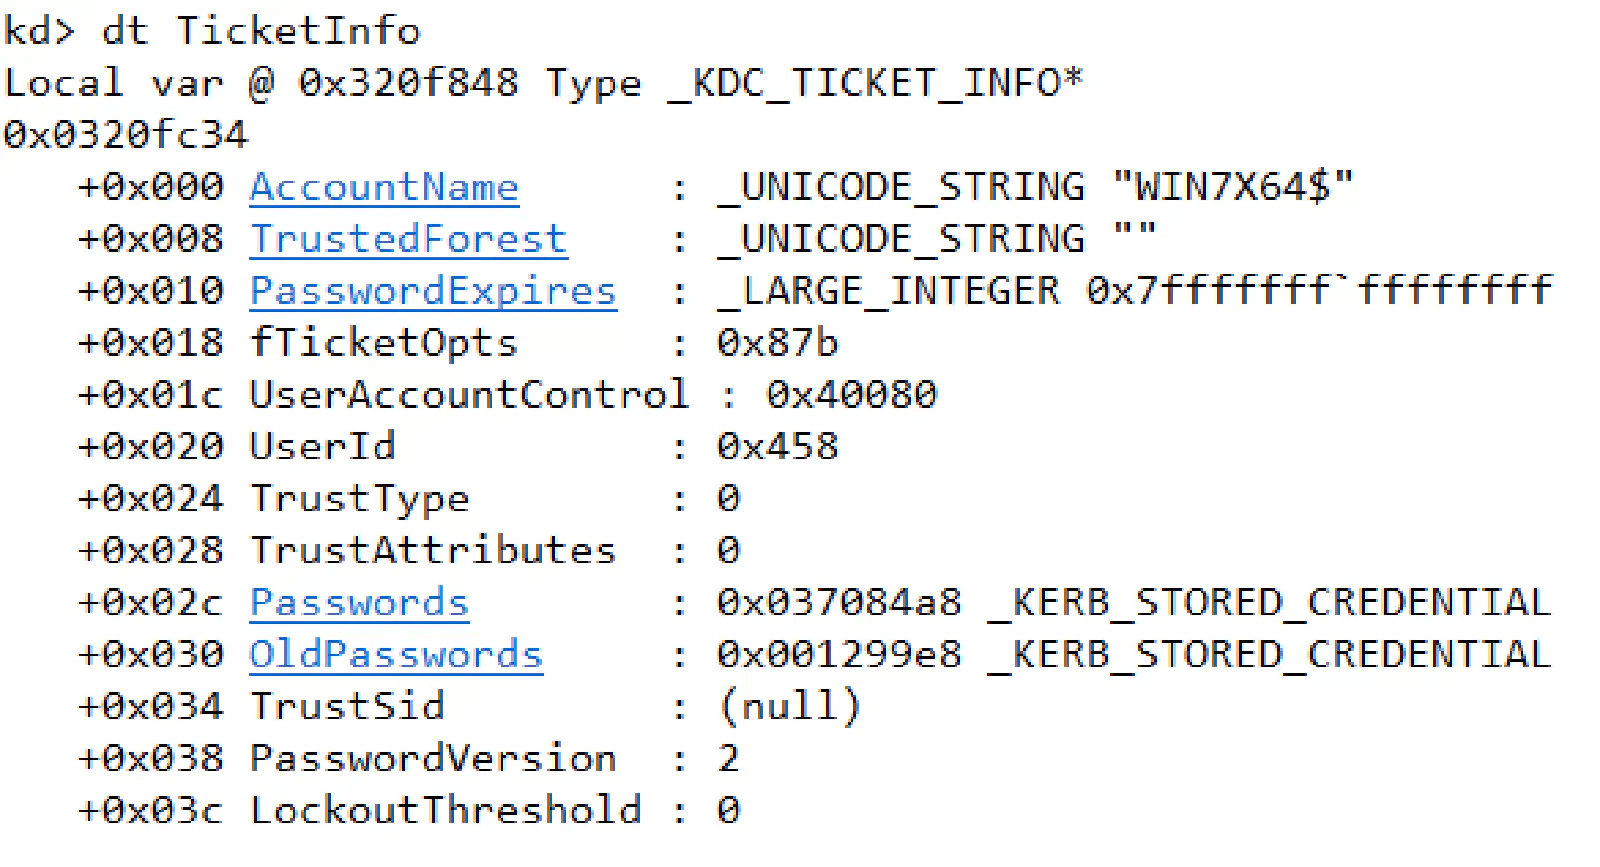 kd> dt TicketInfo
Local var @ 0x320f848 Type _KDC_TICKET_INFO*
0x0320fc34
   +0x000 AccountName      : _UNICODE_STRING "WIN7X64$"
   +0x008 TrustedForest    : _UNICODE_STRING ""
   +0x010 PasswordExpires  : _LARGE_INTEGER 0x7fffffff`ffffffff
   +0x018 fTicketOpts      : 0x87b
   +0x01c UserAccountControl : 0x40080
   +0x020 UserId           : 0x458
   +0x024 TrustType        : 0
   +0x028 TrustAttributes  : 0
   +0x02c Passwords        : 0x037084a8 _KERB_STORED_CREDENTIAL
   +0x030 OldPasswords     : 0x001299e8 _KERB_STORED_CREDENTIAL
   +0x034 TrustSid         : (null)
   +0x038 PasswordVersion  : 2
   +0x03c LockoutThreshold : 0